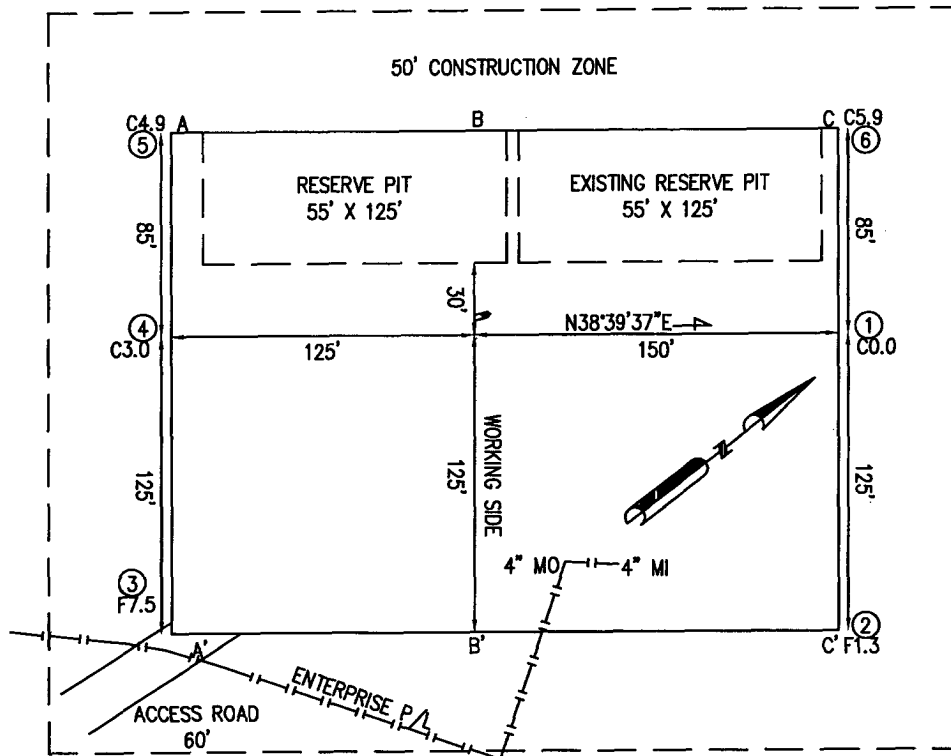 50' CONSTRUCTION ZONE
C4.9 A B C C5.9
5 6
RESERVE PIT
55' X 125'
EXISTING RESERVE PIT
55' X 125'
85' 85'
30'
4 N38°39'37"E 1
C3.0 125' 150' C0.0
WORKING SIDE
125' 125' 125'
N
4" MO 4" MI
3
F7.5
2
A' B' C' F1.3
ENTERPRISE P/L
ACCESS ROAD
60'